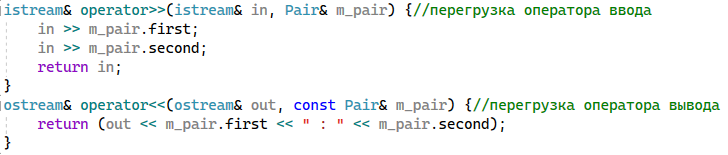 istream& operator>>(istream& in, Pair& m_pair) {//перегрузка оператора ввода
    in >> m_pair.first;
    in >> m_pair.second;
    return in;
}
ostream& operator<<(ostream& out, const Pair& m_pair) {//перегрузка оператора вывода
    return (out << m_pair.first << " : " << m_pair.second);
}